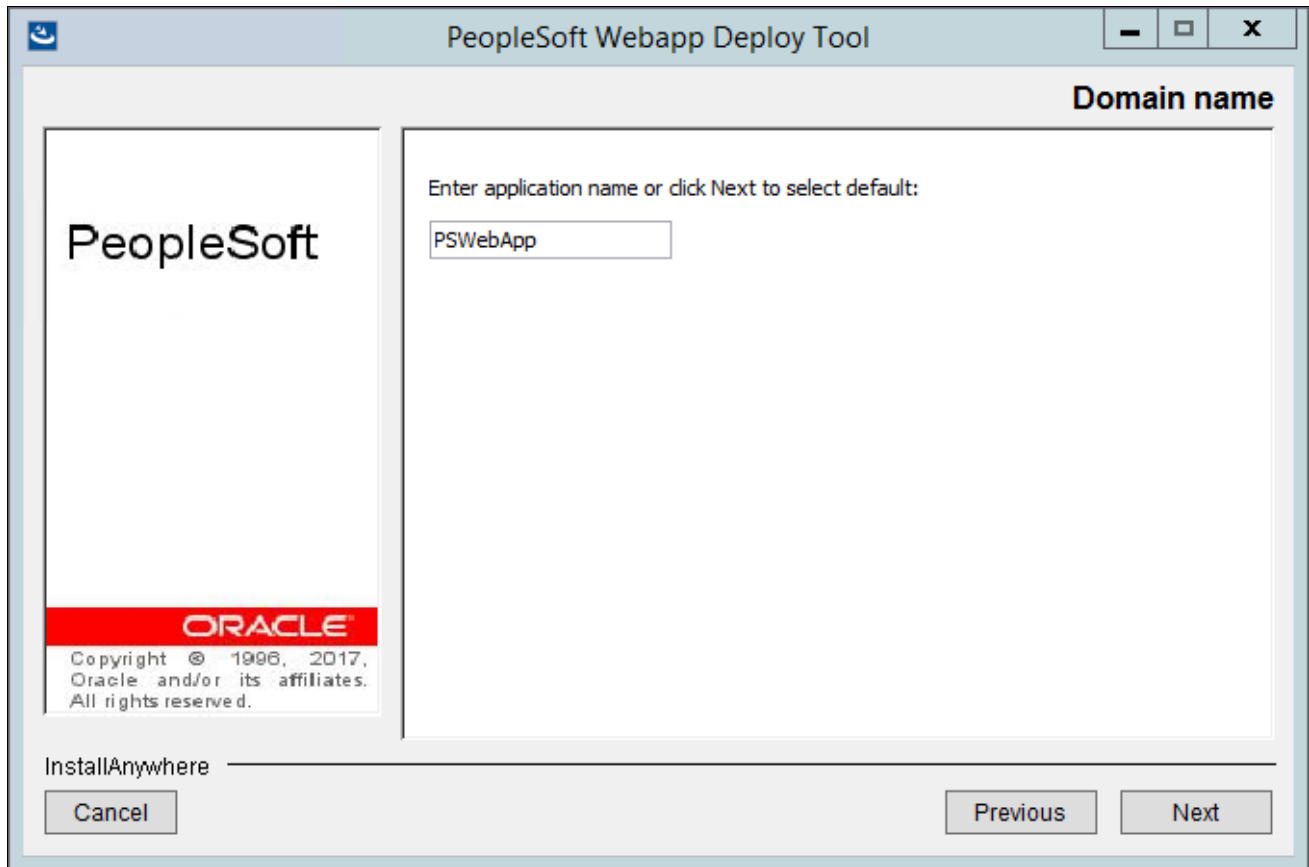 PeopleSoft Webapp Deploy Tool
Domain name
PeopleSoft
Enter application name or click Next to select default:
PSWebApp
ORACLE
Copyright © 1996, 2017,
Oracle and/or its affiliates.
All rights reserved.
InstallAnywhere
Cancel
Previous
Next